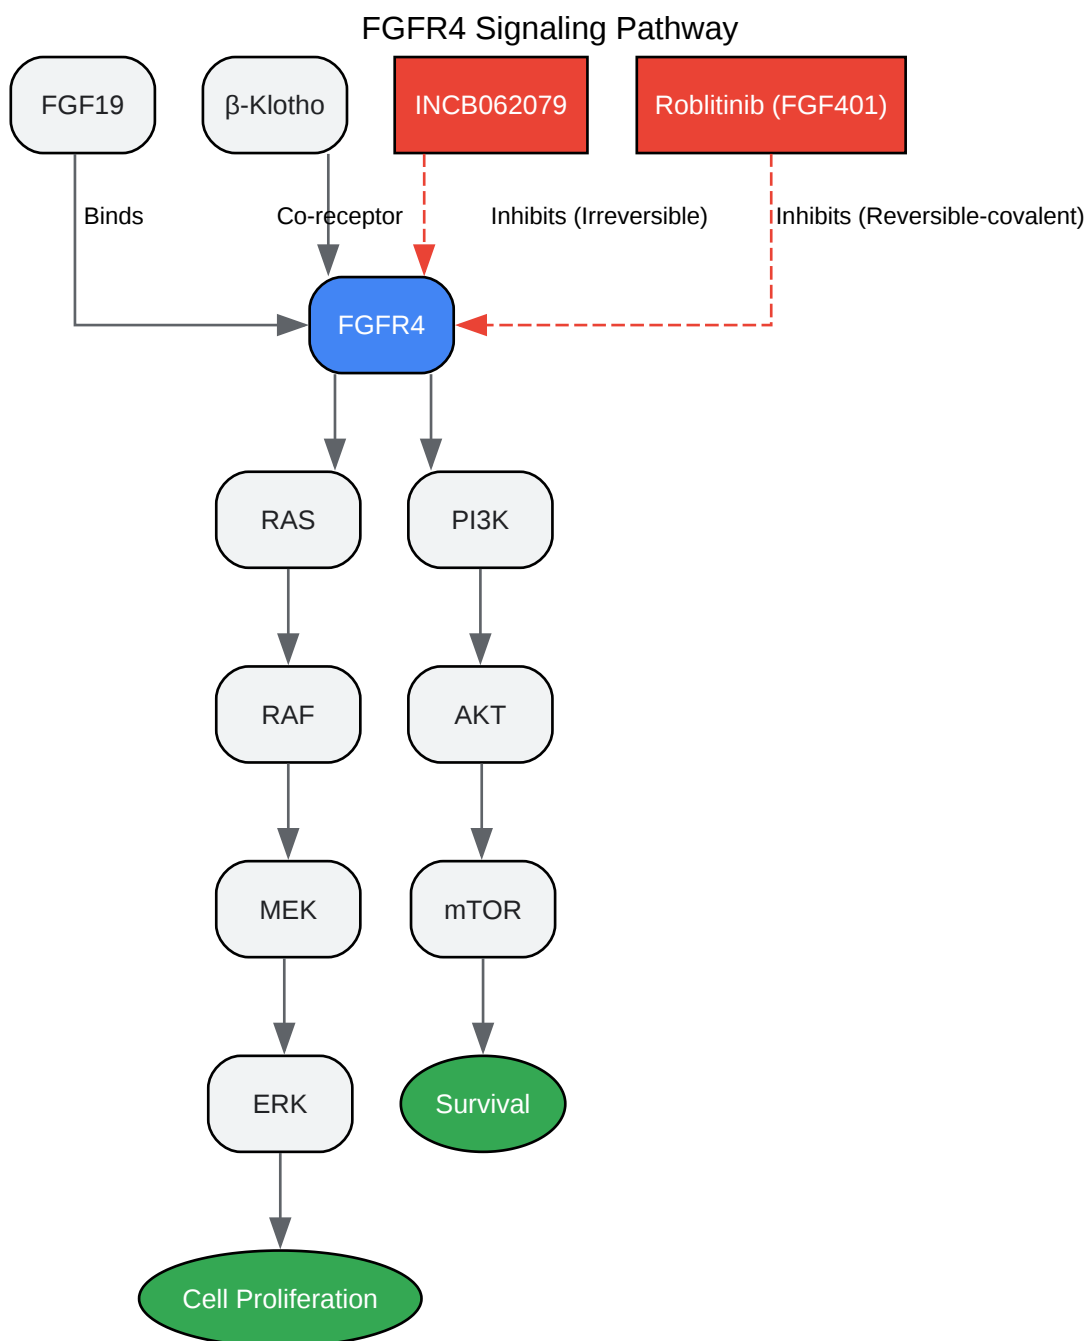 FGFR4 Signaling Pathway
FGF19
β-Klotho
INCB062079
Roblitinib (FGF401)
Binds
Co-receptor
Inhibits (Irreversible)
Inhibits (Reversible-covalent)
FGFR4
RAS
PI3K
RAF
AKT
MEK
mTOR
ERK
Survival
Cell Proliferation